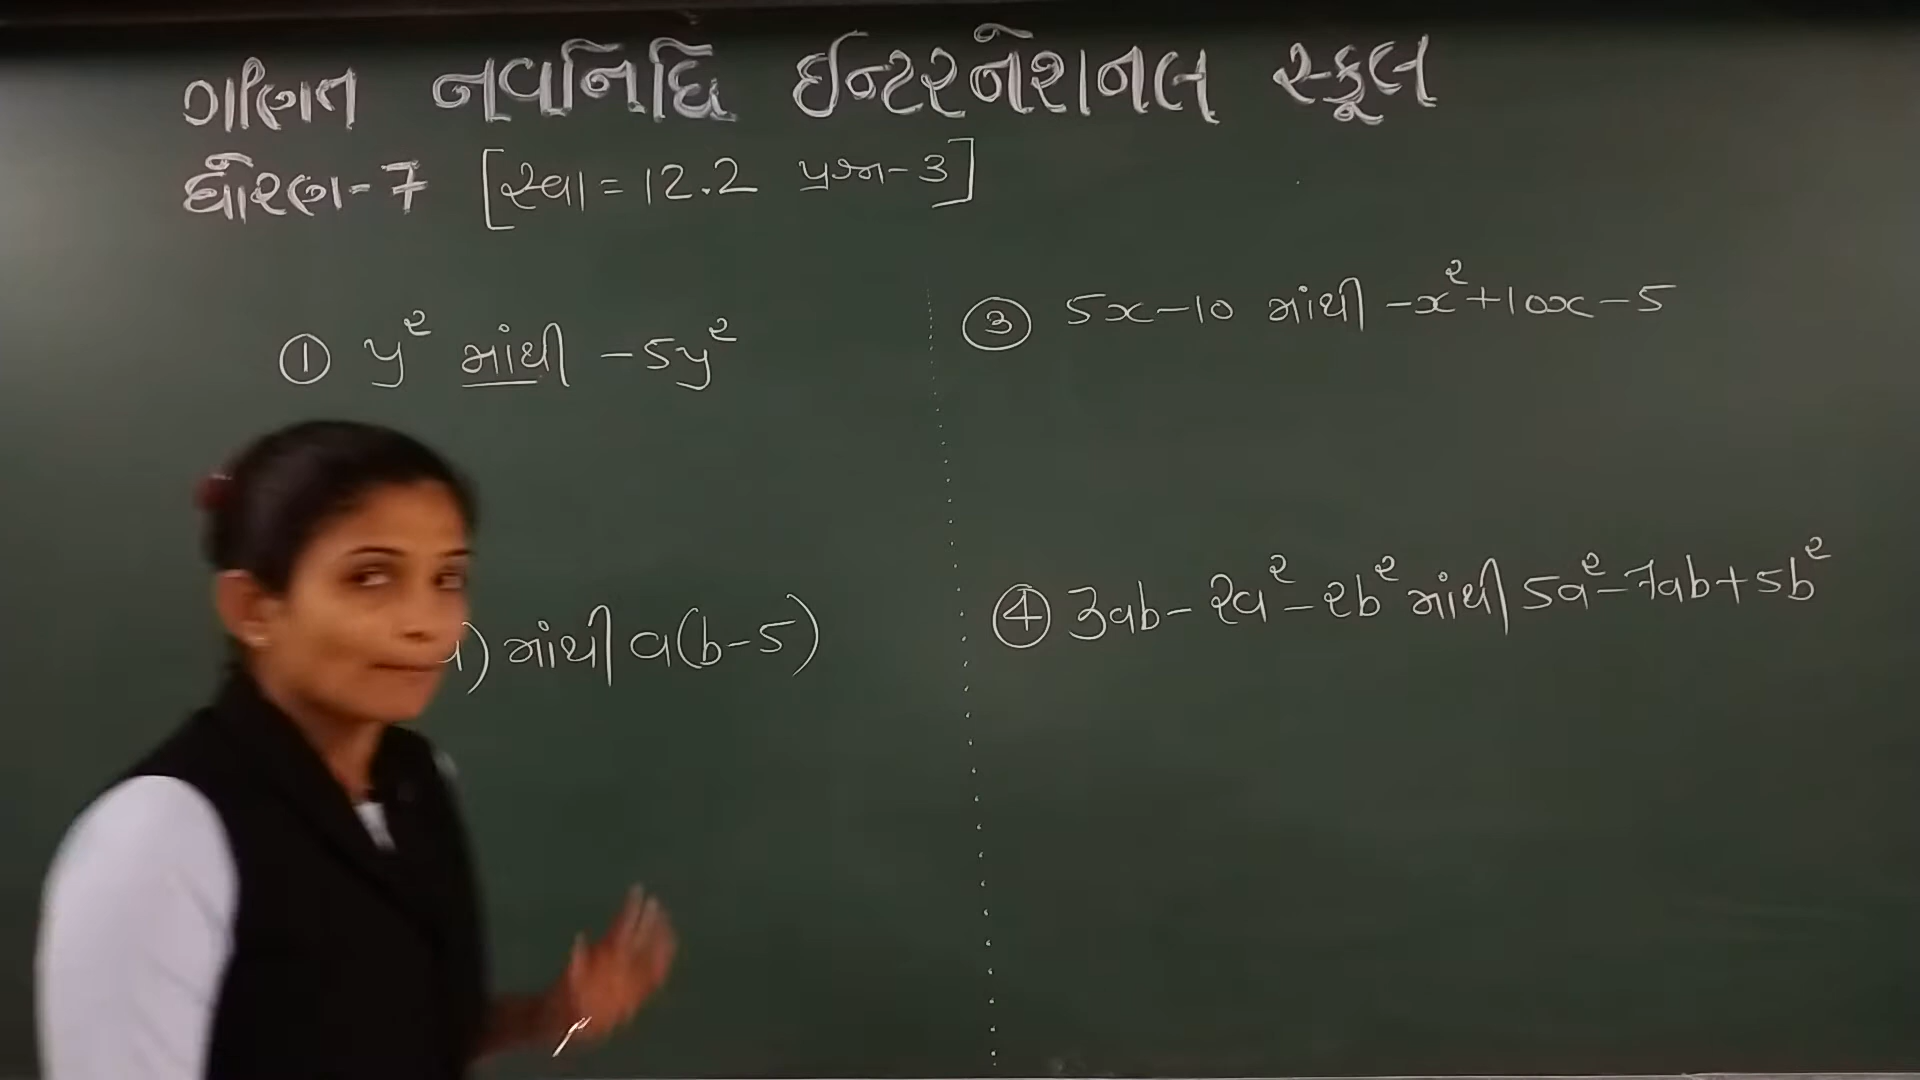 ગણિત નવનિધિ ઈન્ટરનેશનલ સ્કૂલ
ધોરણ-7 [સ્વા = 12.2 પ્રશ્ન-3]
① y² માંથી -5y²
) માંથી a(b-5)
③ 5x-10 માંથી -x²+10x-5
④ 3ab-2a²-2b² માંથી 5a²-7ab+5b²